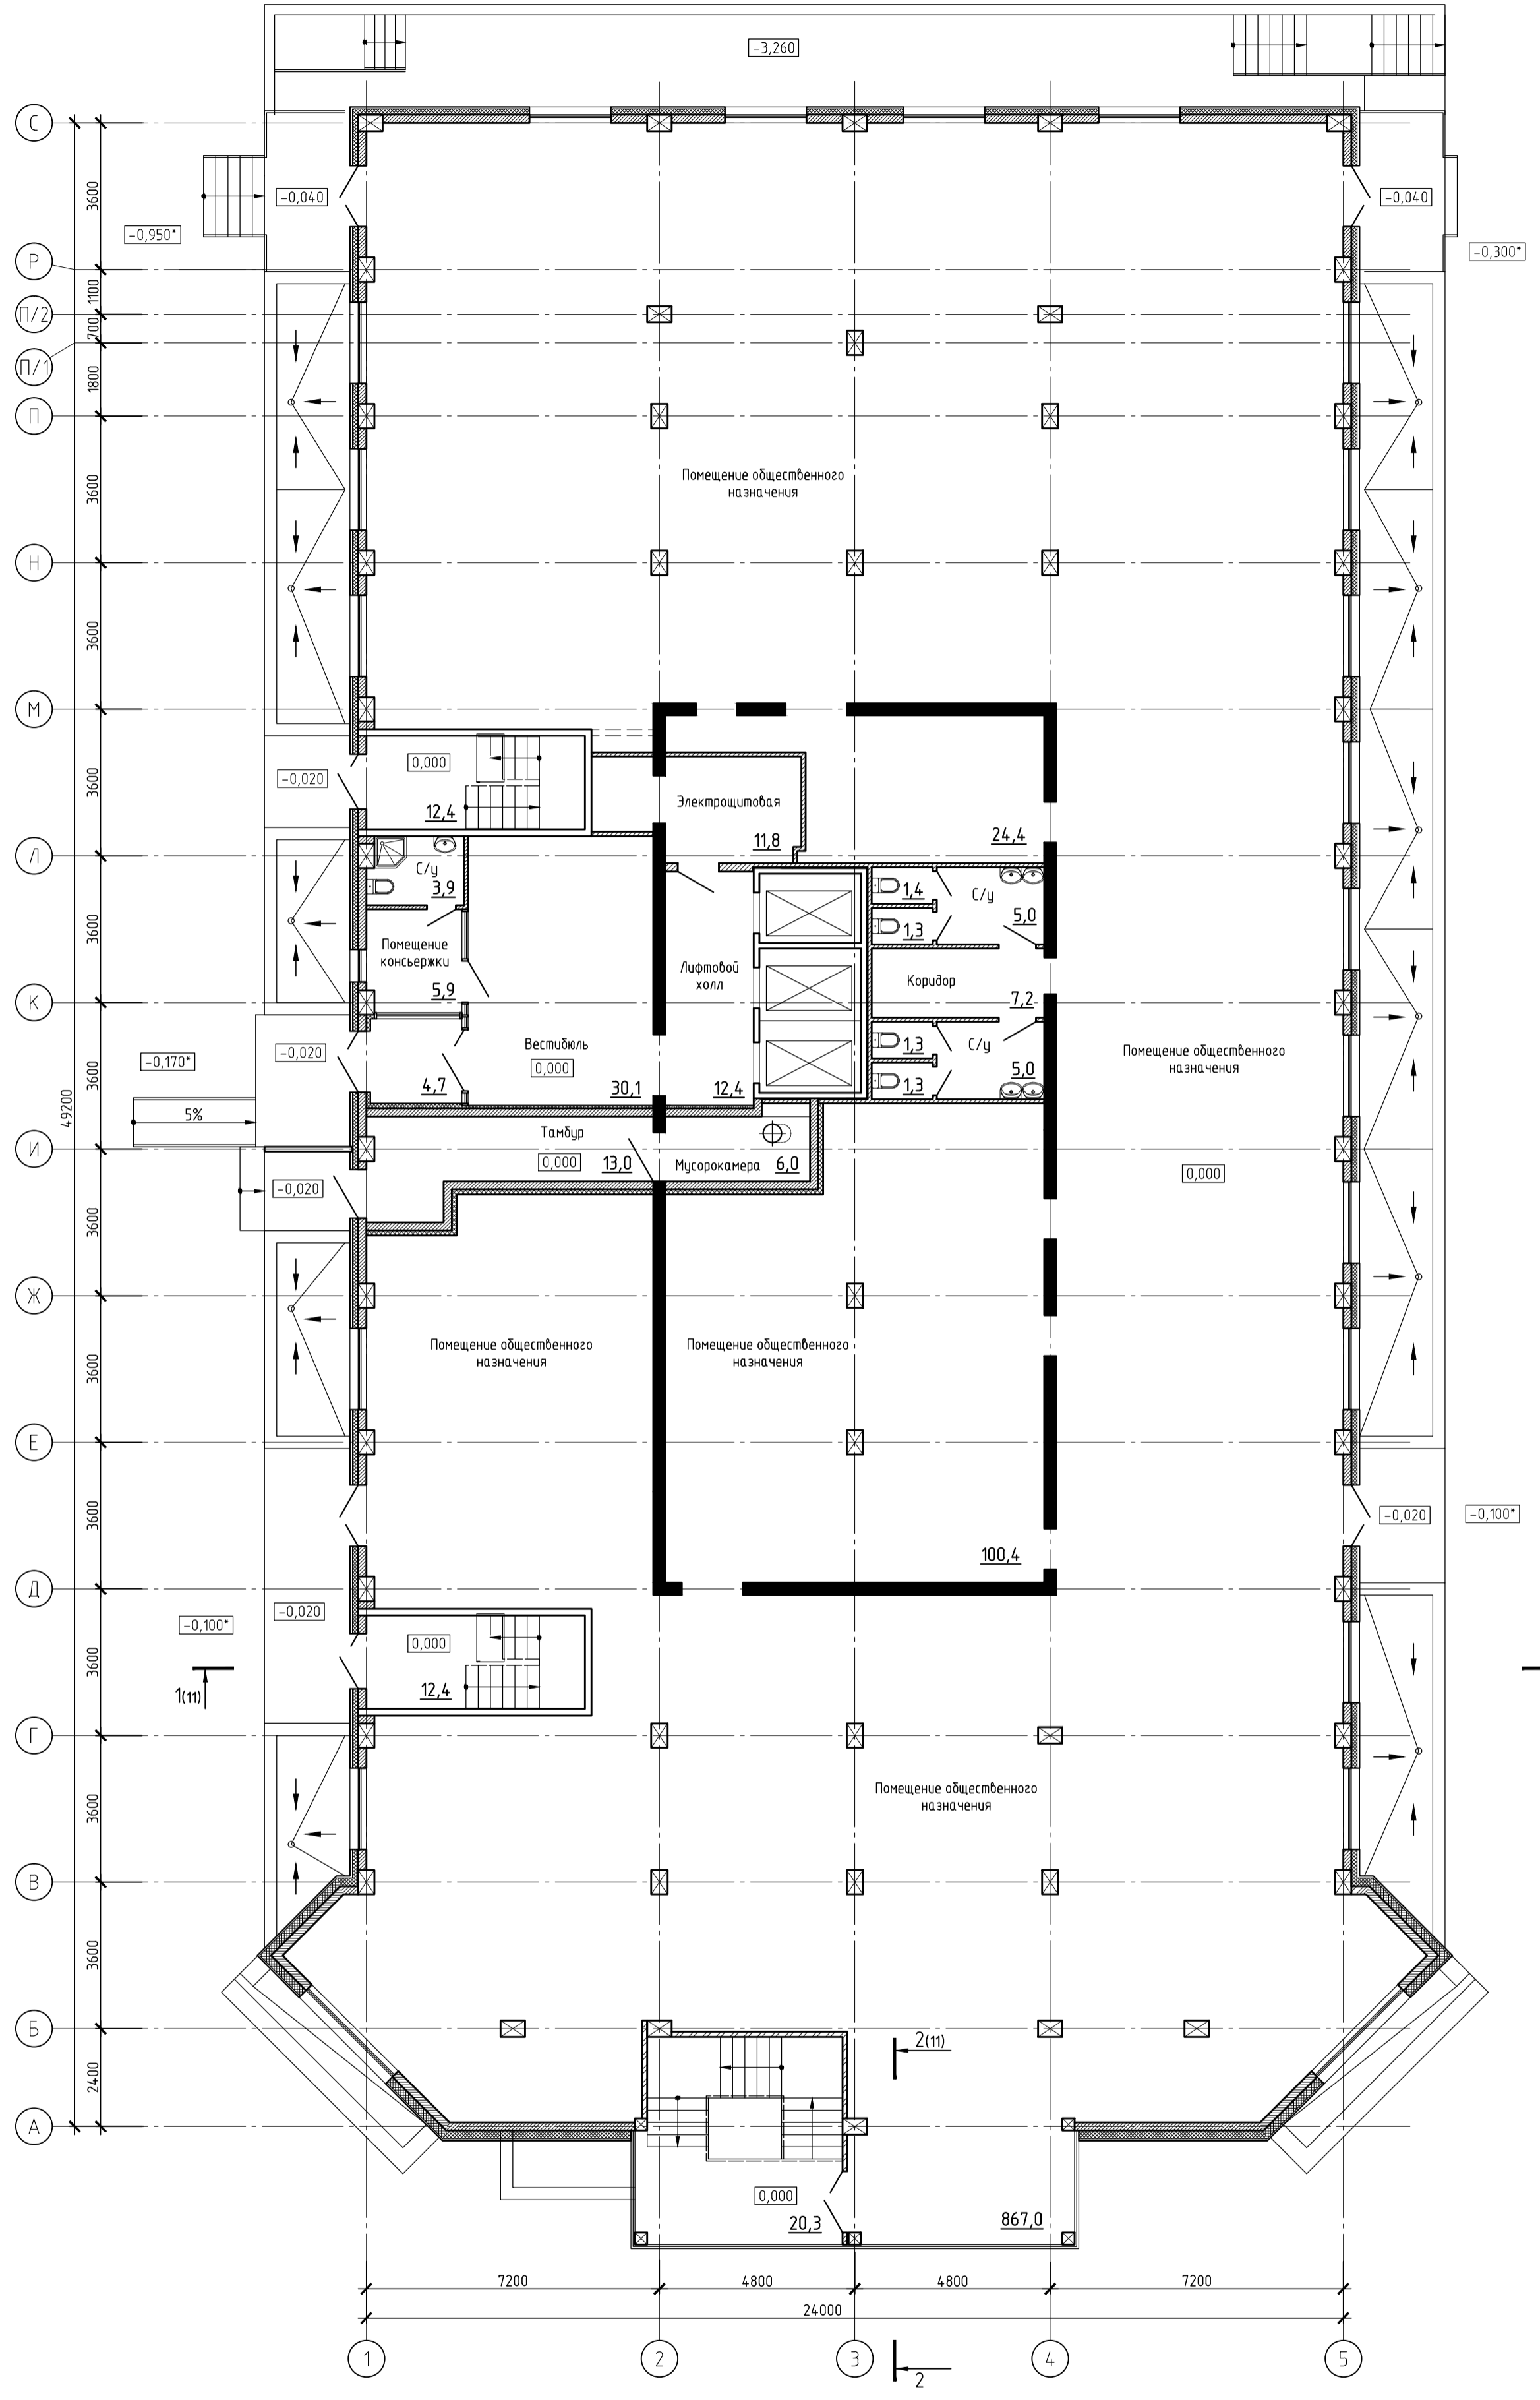 -3,260
С
3600
-0,040
-0,040
-0,950*
-0,300*
Р
1100
П/2
700
П/1
1800
П
3600
Помещение общественного
назначения
Н
3600
М
3600
0,000
-0,020
12,4
Электрощитовая
11,8
24,4
Л
С/у
3,9
1,4
С/у
5,0
1,3
3600
Помещение
консьержки
5,9
Лифтовой
холл
Коридор
7,2
К
Вестибюль
0,000
30,1
12,4
1,3
С/у
1,3
5,0
Помещение общественного
назначения
-0,020
-0,170*
3600
4,7
49200
5%
И
Тамбур
0,000
13,0
Мусорокамера
6,0
0,000
-0,020
3600
Ж
Помещение общественного
назначения
Помещение общественного
назначения
3600
Е
3600
-0,020
-0,100*
100,4
Д
-0,020
-0,100*
0,000
3600
12,4
1(11)
Г
3600
Помещение общественного
назначения
В
3600
Б
2(11)
2400
А
0,000
20,3
867,0
7200
4800
4800
7200
24000
1
2
3
4
5
2